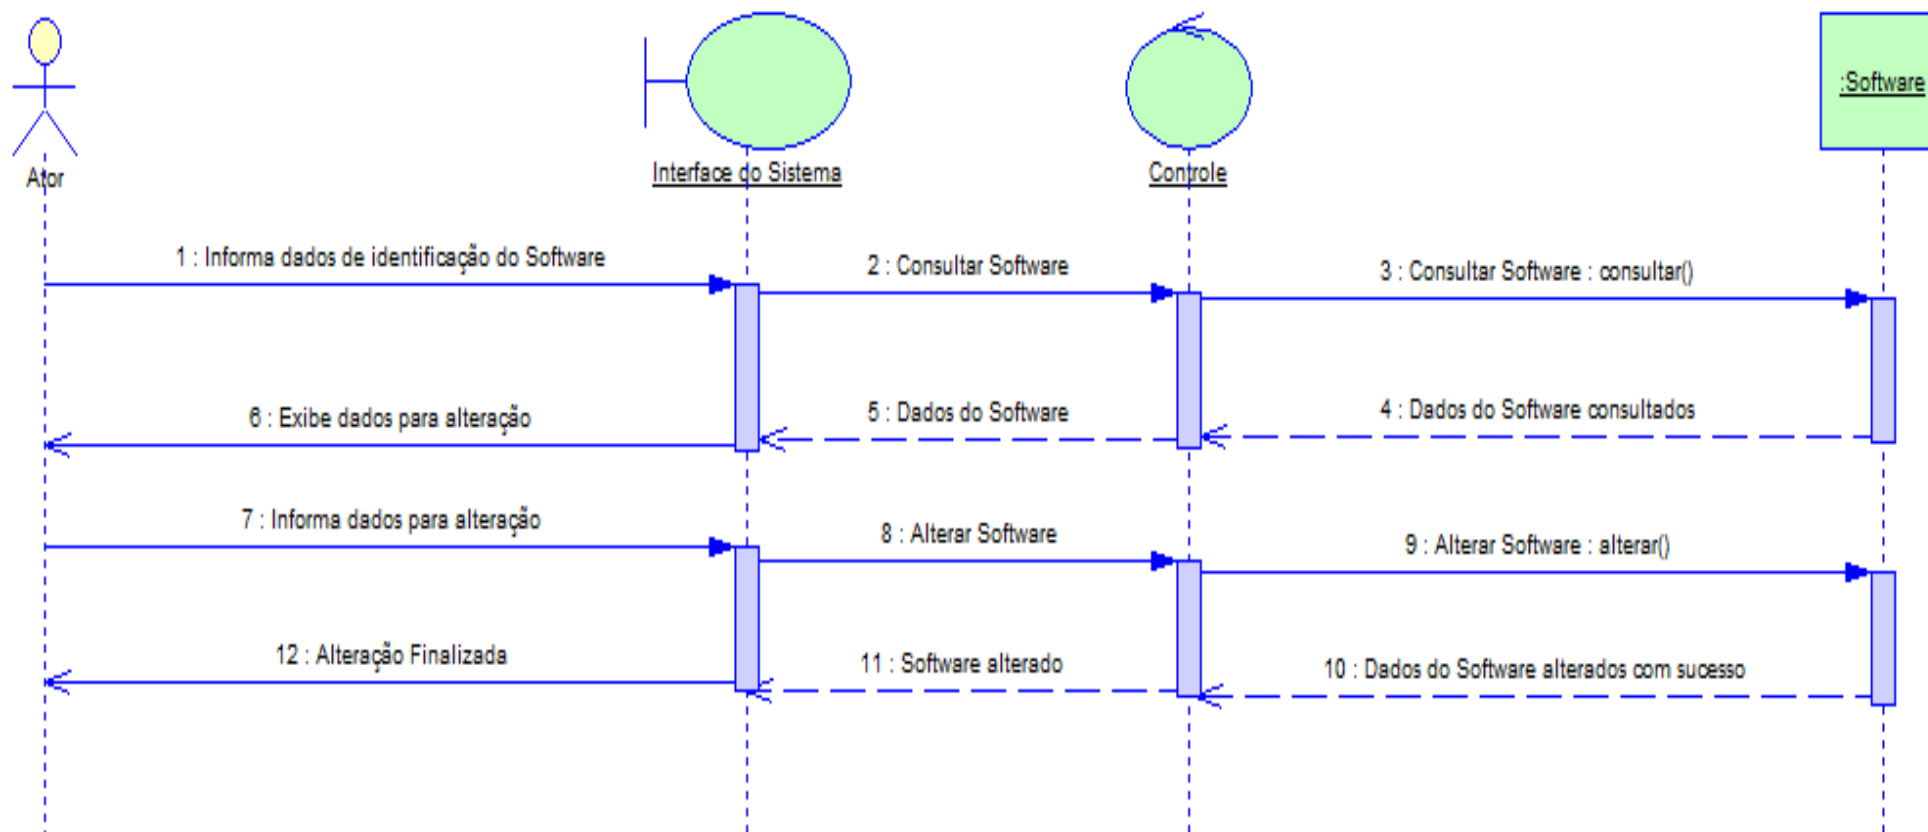 :Software
Ator
Interface do Sistema
Controle
1 : Informa dados de identificação do Software
2 : Consultar Software
3 : Consultar Software : consultar()
6 : Exibe dados para alteração
5 : Dados do Software
4 : Dados do Software consultados
7 : Informa dados para alteração
8 : Alterar Software
9 : Alterar Software : alterar()
12 : Alteração Finalizada
11 : Software alterado
10 : Dados do Software alterados com sucesso